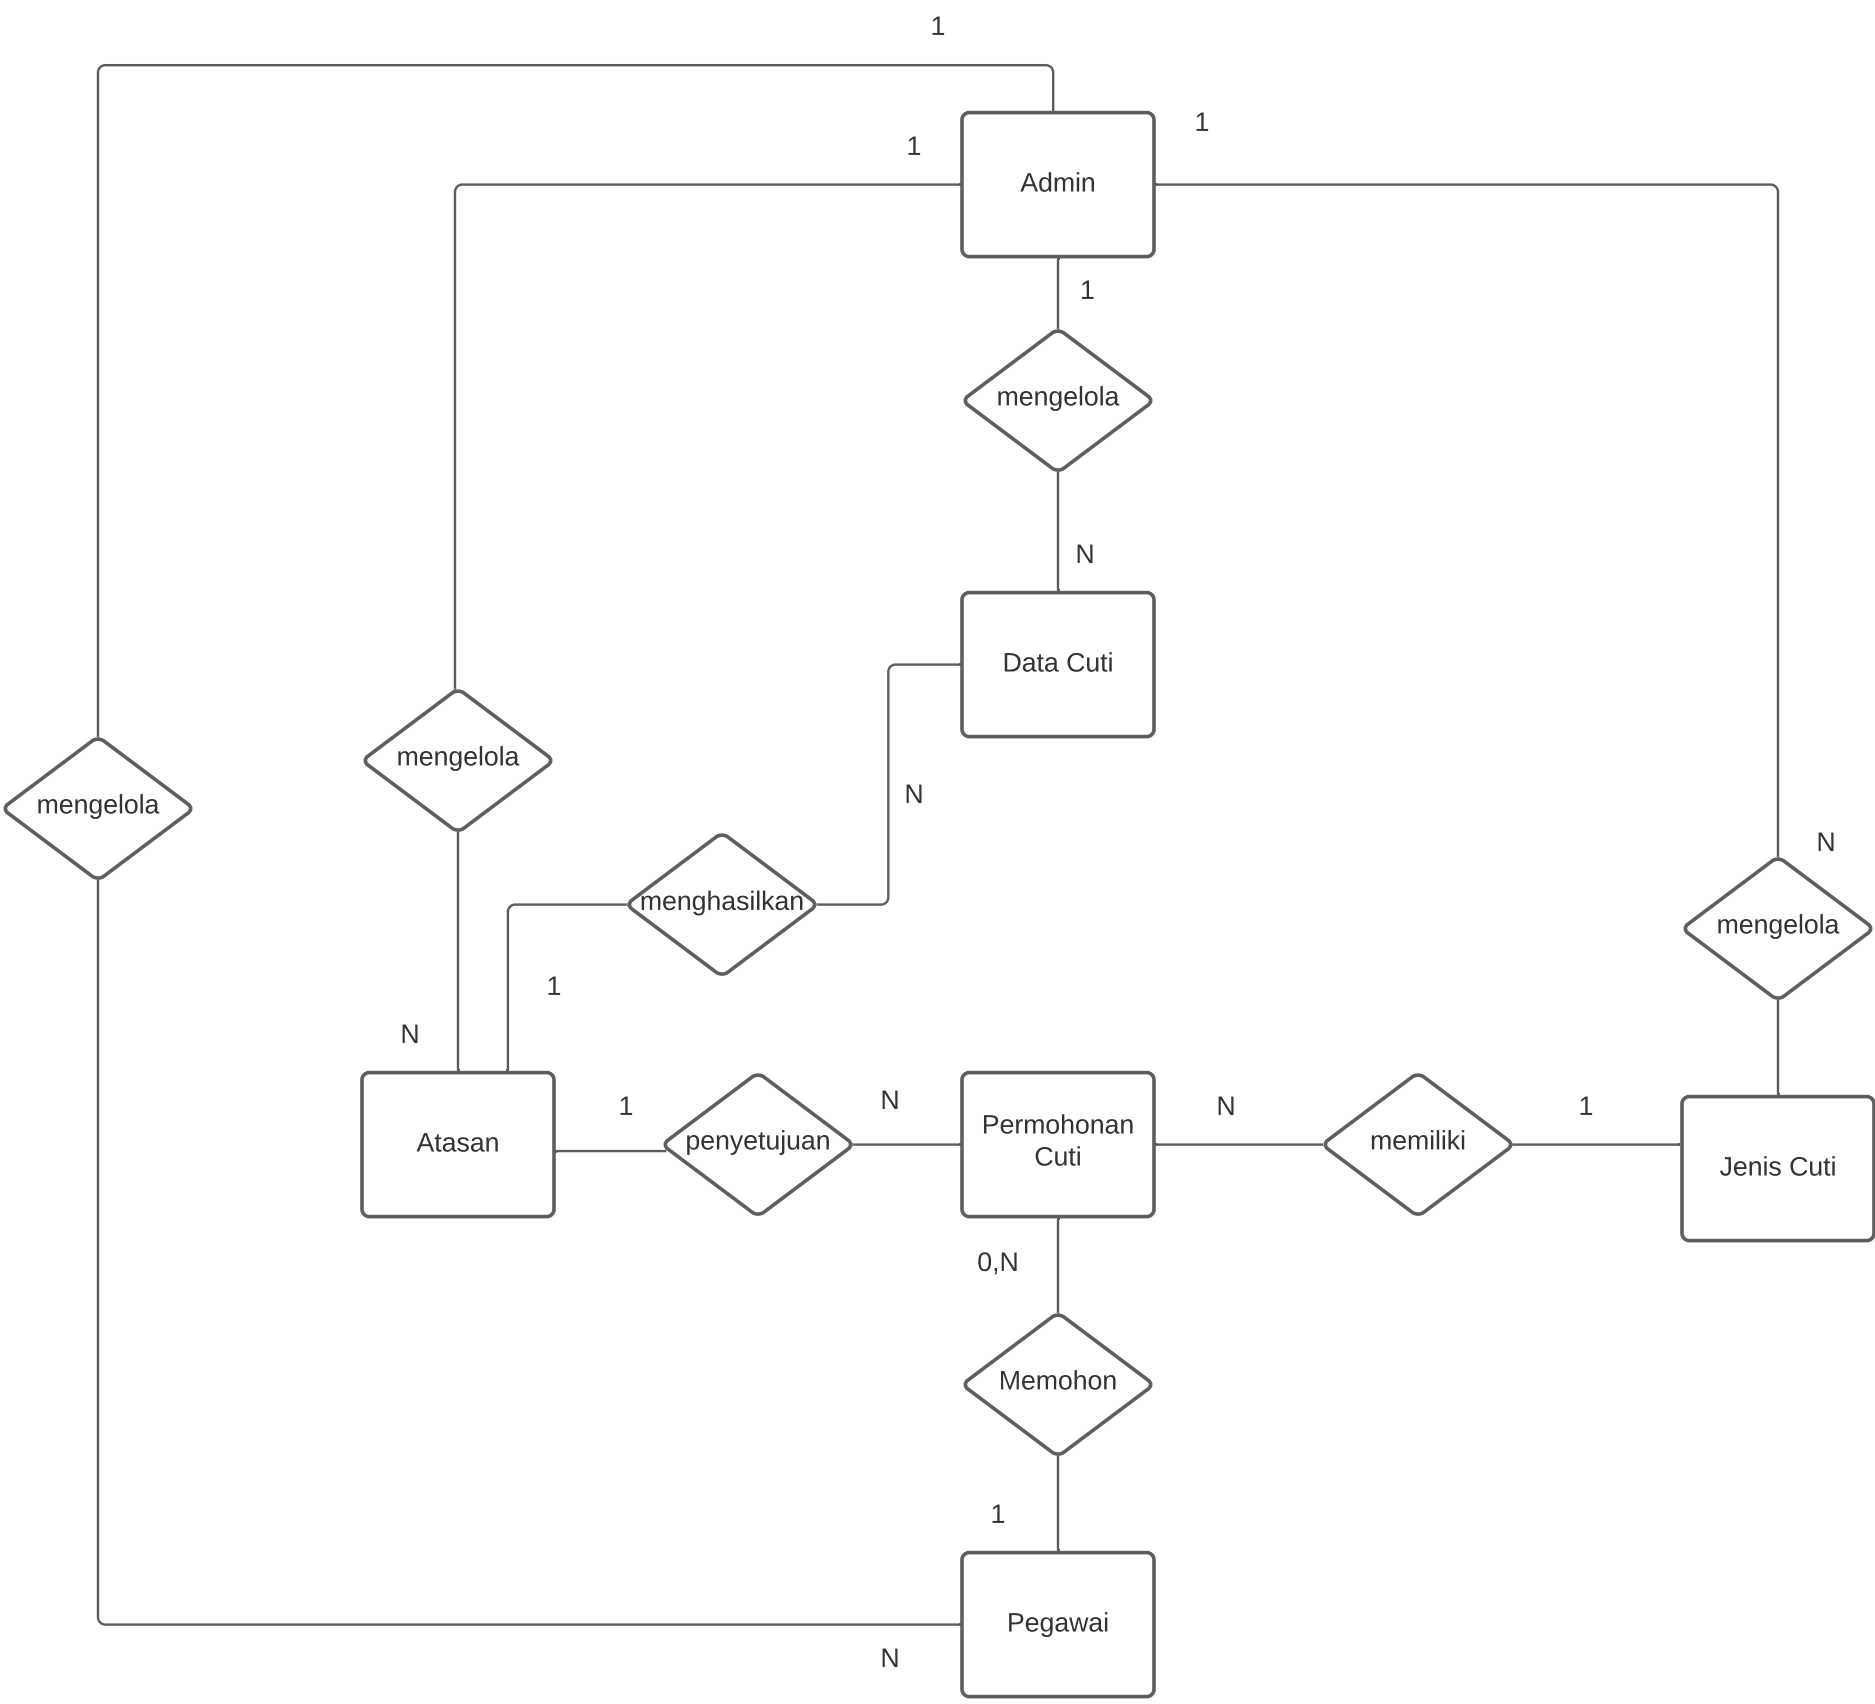 1
1
Admin
1
1
mengelola
N
Data Cuti
mengelola
mengelola
N
N
menghasilkan
mengelola
1
N
Atasan
1
penyetujuan
N
Permohonan
Cuti
N
memiliki
1
Jenis Cuti
0,N
Memohon
1
Pegawai
N